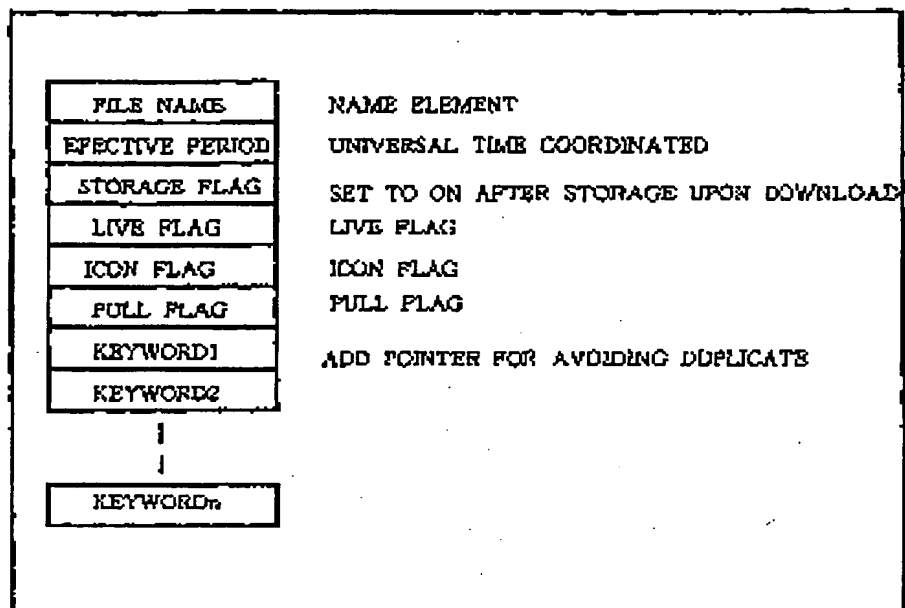 FILE NAME NAME ELEMENT
EFECTIVE PERIOD UNIVERSAL TIME COORDINATED
STORAGE FLAG SET TO ON AFTER STORAGE UPON DOWNLOAD
LIVE FLAG LIVE FLAG
ICON FLAG ICON FLAG
PULL FLAG PULL FLAG
KEYWORD1 ADD POINTER FOR AVOIDING DUPLICATE
KEYWORD2
KEYWORDn